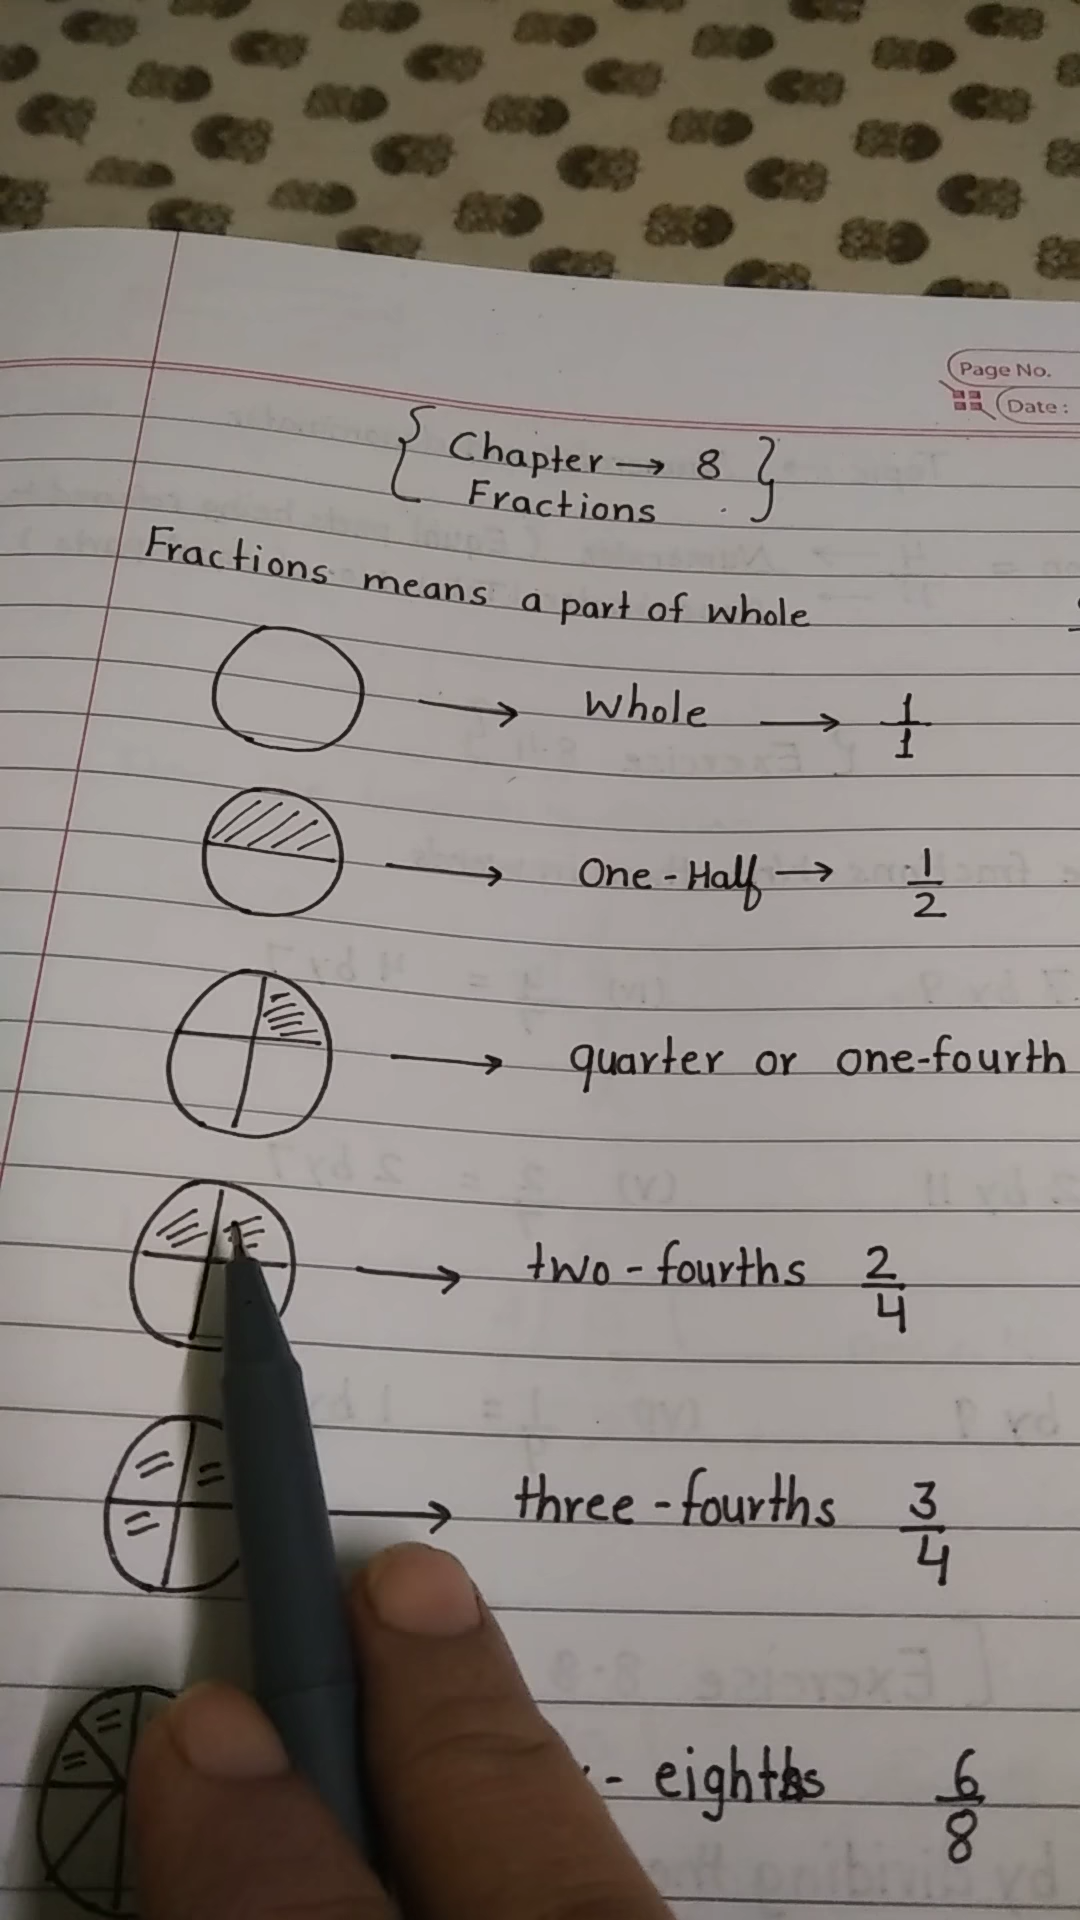 Page No.
Date :
Chapter → 8
Fractions
Fractions means a part of whole
→ whole → 1/1
→ One-Half → 1/2
→ quarter or one-fourth
→ two-fourths 2/4
→ three-fourths 3/4
- eighths 6/8